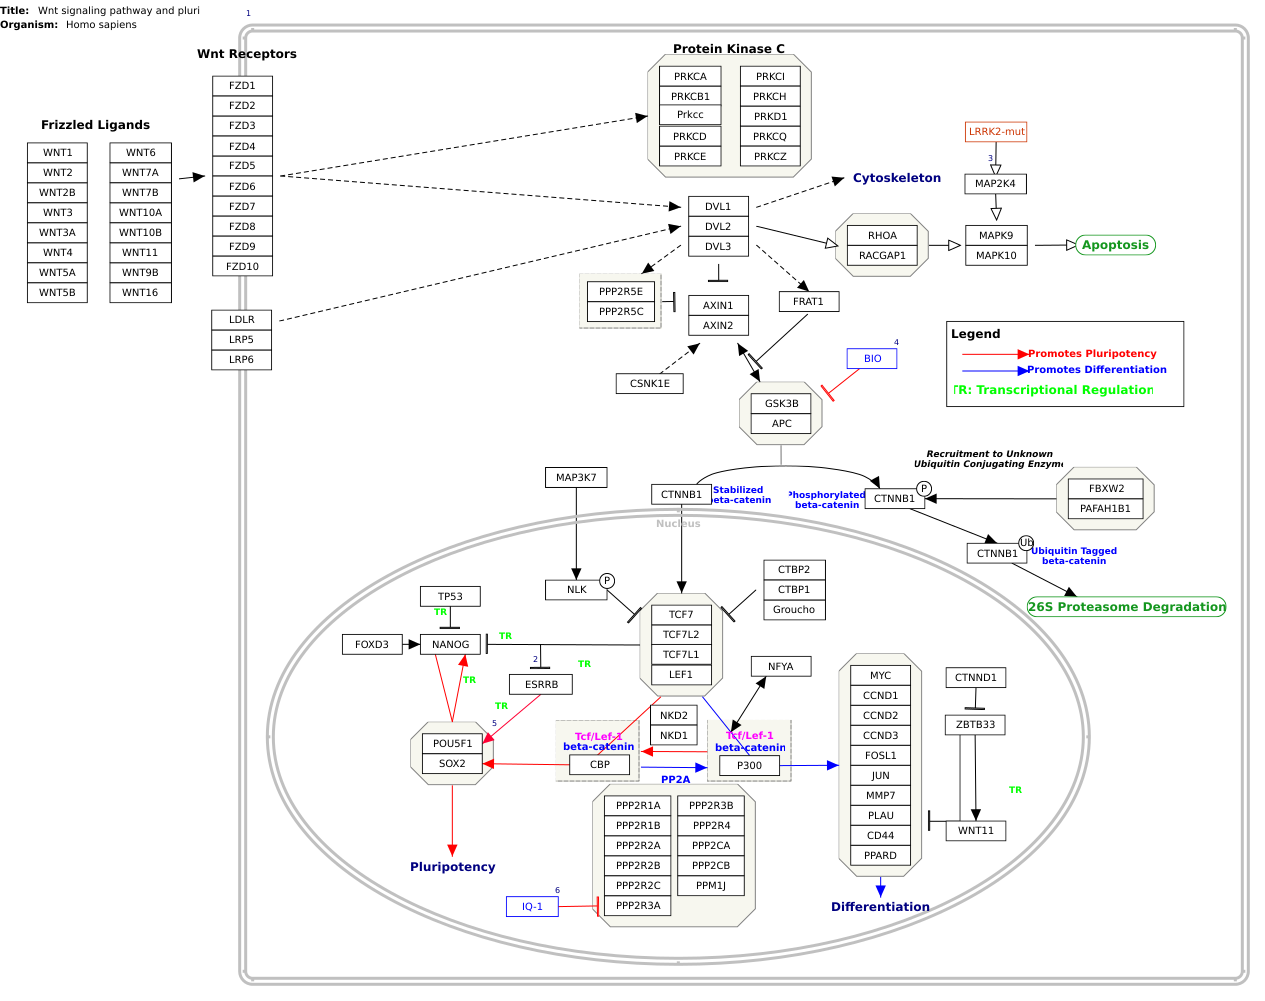 Title: Wnt signaling pathway and pluri
Organism: Homo sapiens
1
Wnt Receptors
FZD1
FZD2
FZD3
FZD4
FZD5
FZD6
FZD7
FZD8
FZD9
FZD10
LDLR
LRP5
LRP6
Frizzled Ligands
WNT1
WNT2
WNT2B
WNT3
WNT3A
WNT4
WNT5A
WNT5B
WNT6
WNT7A
WNT7B
WNT10A
WNT10B
WNT11
WNT9B
WNT16
Protein Kinase C
PRKCA
PRKCB1
Prkcc
PRKCD
PRKCE
PRKCI
PRKCH
PRKD1
PRKCQ
PRKCZ
LRRK2-mut
3
MAP2K4
Cytoskeleton
DVL1
DVL2
DVL3
RHOA
RACGAP1
MAPK9
MAPK10
Apoptosis
PPP2R5E
PPP2R5C
AXIN1
AXIN2
FRAT1
CSNK1E
BIO
4
GSK3B
APC
Legend
Promotes Pluripotency
Promotes Differentiation
TR: Transcriptional Regulation
MAP3K7
CTNNB1
Stabilized
beta-catenin
Phosphorylated
beta-catenin
CTNNB1
P
Recruitment to Unknown
Ubiquitin Conjugating Enzyme
FBXW2
PAFAH1B1
CTNNB1
Ub
Ubiquitin Tagged
beta-catenin
26S Proteasome Degradation
Nucleus
NLK
P
CTBP2
CTBP1
Groucho
TP53
TR
FOXD3
NANOG
TR
TR
2
TR
ESRRB
TR
5
TCF7
TCF7L2
TCF7L1
LEF1
NFYA
NKD2
NKD1
POU5F1
SOX2
Tcf/Lef-1
beta-catenin
CBP
Tcf/Lef-1
beta-catenin
P300
PP2A
PPP2R1A
PPP2R1B
PPP2R2A
PPP2R2B
PPP2R2C
PPP2R3A
PPP2R3B
PPP2R4
PPP2CA
PPP2CB
PPM1J
IQ-1
6
Pluripotency
MYC
CCND1
CCND2
CCND3
FOSL1
JUN
MMP7
PLAU
CD44
PPARD
Differentiation
CTNND1
ZBTB33
TR
WNT11